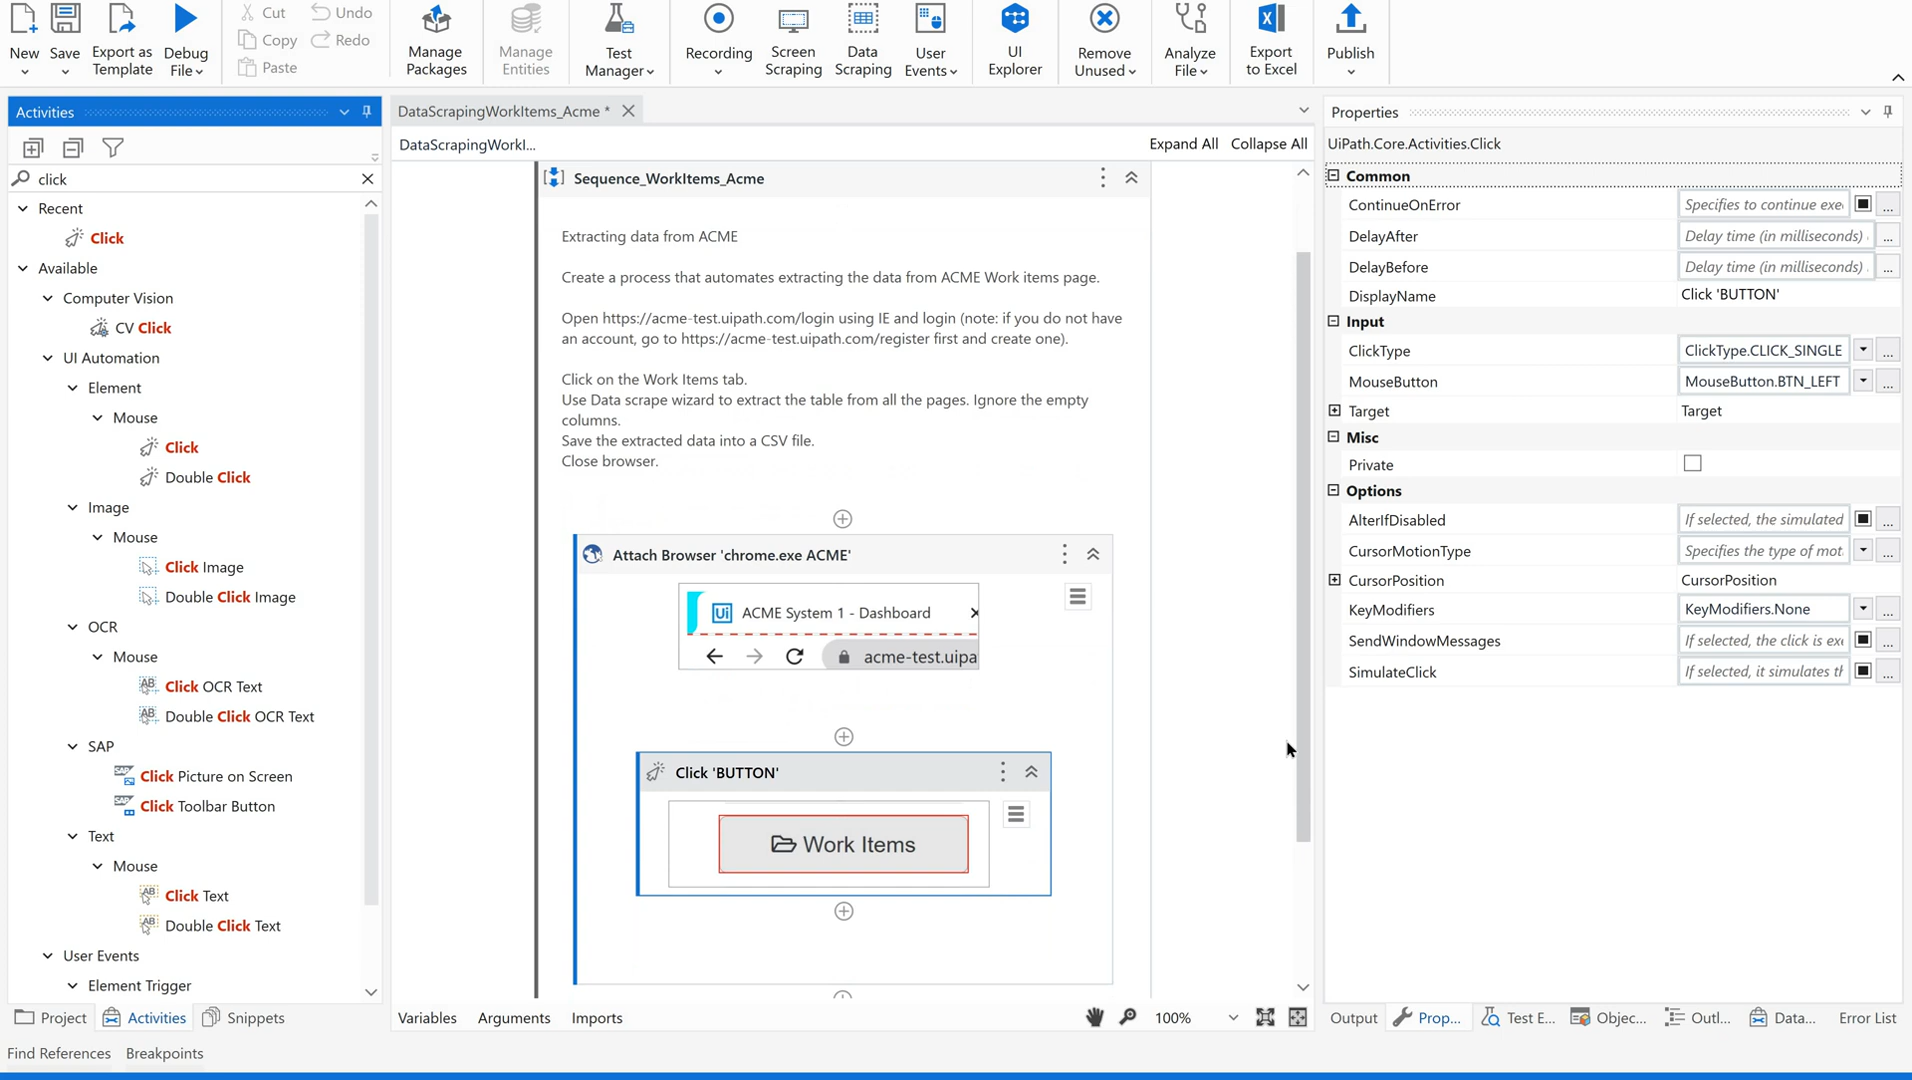 New
Save
Export as
Template
Debug
File
Cut
Copy
Paste
Undo
Redo
Manage
Packages
Manage
Entities
Test
Manager
Recording
Screen
Scraping
Data
Scraping
User
Events
UI
Explorer
Remove
Unused
Analyze
File
Export
to Excel
Publish
Activities
click
Recent
Click
Available
Computer Vision
CV Click
UI Automation
Element
Mouse
Click
Double Click
Image
Mouse
Click Image
Double Click Image
OCR
Mouse
Click OCR Text
Double Click OCR Text
SAP
Click Picture on Screen
Click Toolbar Button
Text
Mouse
Click Text
Double Click Text
User Events
Element Trigger
Project
Activities
Snippets
DataScrapingWorkItems_Acme *
DataScrapingWorkI...
Expand All
Collapse All
Sequence_WorkItems_Acme
Extracting data from ACME
Create a process that automates extracting the data from ACME Work items page.
Open https://acme-test.uipath.com/login using IE and login (note: if you do not have
an account, go to https://acme-test.uipath.com/register first and create one).
Click on the Work Items tab.
Use Data scrape wizard to extract the table from all the pages. Ignore the empty
columns.
Save the extracted data into a CSV file.
Close browser.
Attach Browser 'chrome.exe ACME'
Ui ACME System 1 - Dashboard
acme-test.uipa
Click 'BUTTON'
Work Items
Variables
Arguments
Imports
100%
Properties
UiPath.Core.Activities.Click
Common
ContinueOnError Specifies to continue exe ...
DelayAfter Delay time (in milliseconds) ...
DelayBefore Delay time (in milliseconds) ...
DisplayName Click 'BUTTON'
Input
ClickType ClickType.CLICK_SINGLE ...
MouseButton MouseButton.BTN_LEFT ...
Target Target
Misc
Private
Options
AlterIfDisabled If selected, the simulated ...
CursorMotionType Specifies the type of mot ...
CursorPosition CursorPosition
KeyModifiers KeyModifiers.None ...
SendWindowMessages If selected, the click is exe ...
SimulateClick If selected, it simulates th ...
Output
Prop...
Test E...
Objec...
Outl...
Data...
Error List
Find References
Breakpoints